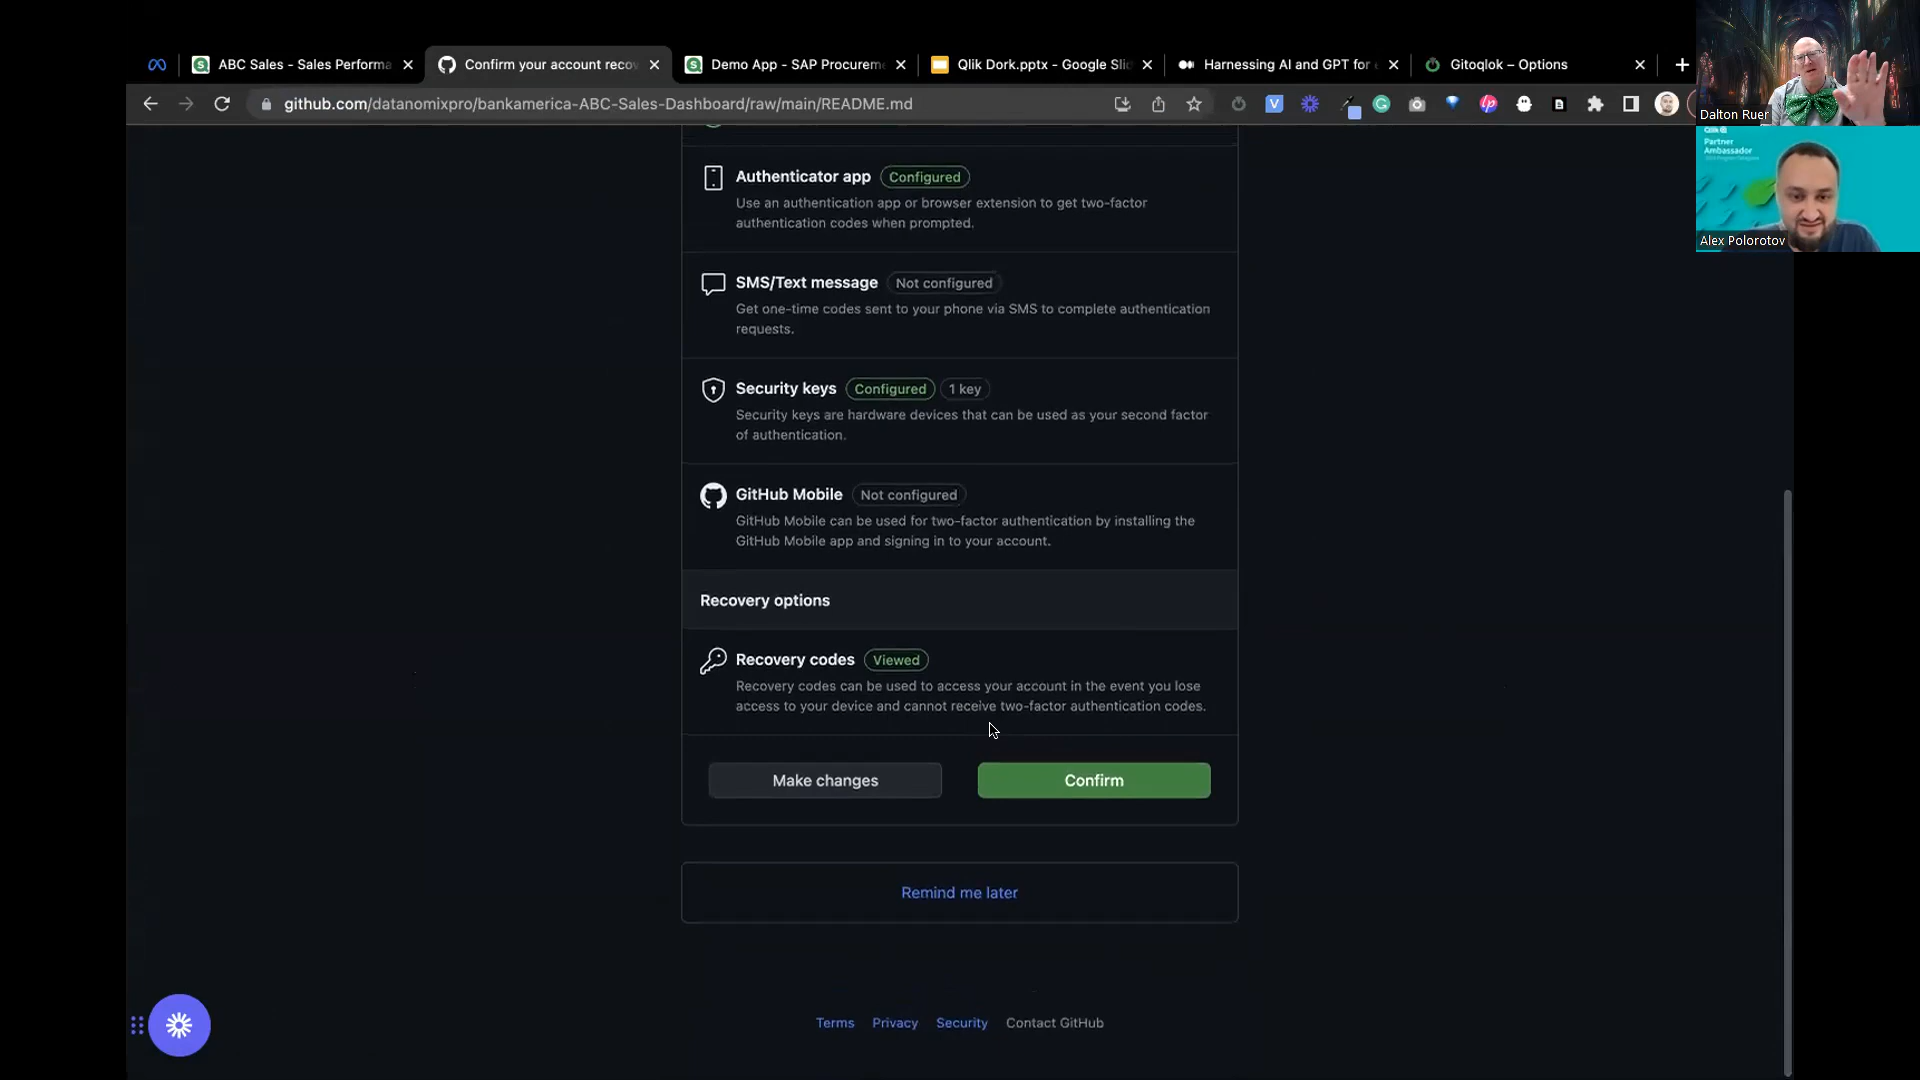 ABC Sales - Sales Performa
Confirm your account reco
Demo App - SAP Procurem
Qlik Dork.pptx - Google Sli
Harnessing AI and GPT for
Gitoqlok – Options
github.com/datanomixpro/bankamerica-ABC-Sales-Dashboard/raw/main/README.md
Dalton Ruer
Qlik
Partner
Ambassador
Alex Polorotov
Authenticator app Configured
Use an authentication app or browser extension to get two-factor
authentication codes when prompted.
SMS/Text message Not configured
Get one-time codes sent to your phone via SMS to complete authentication
requests.
Security keys Configured 1 key
Security keys are hardware devices that can be used as your second factor
of authentication.
GitHub Mobile Not configured
GitHub Mobile can be used for two-factor authentication by installing the
GitHub Mobile app and signing in to your account.
Recovery options
Recovery codes Viewed
Recovery codes can be used to access your account in the event you lose
access to your device and cannot receive two-factor authentication codes.
Make changes Confirm
Remind me later
Terms Privacy Security Contact GitHub